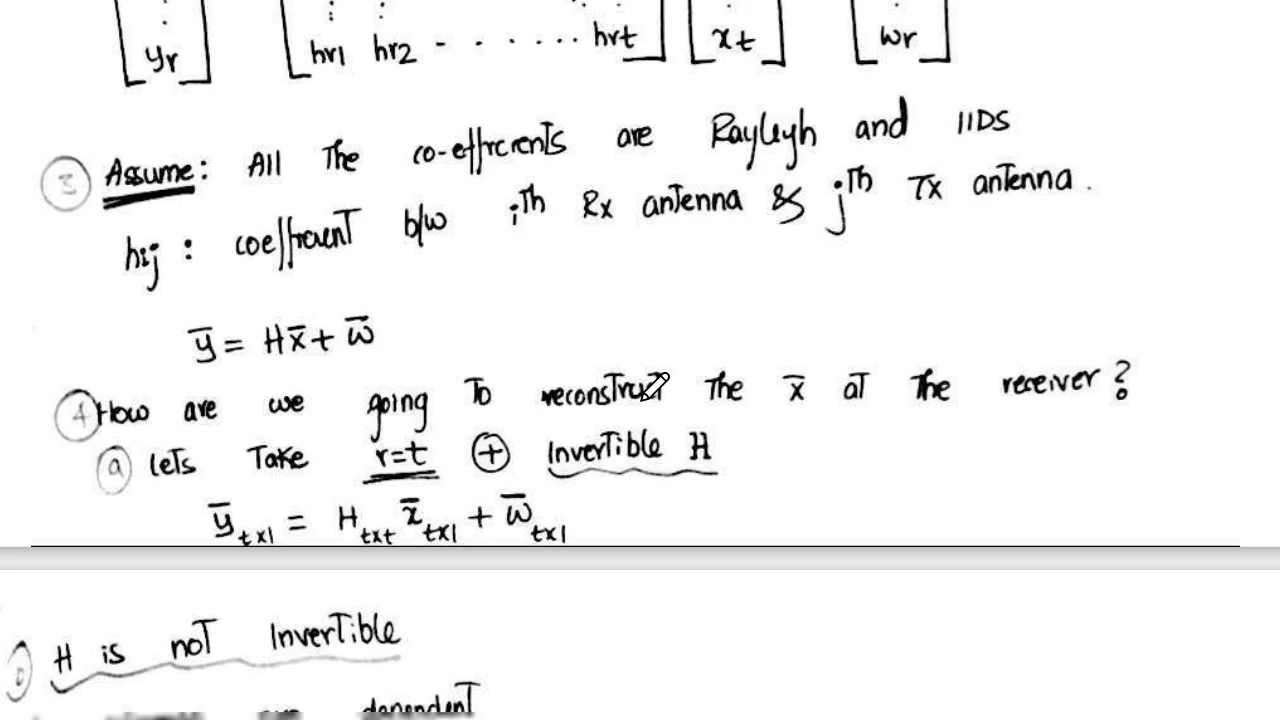 yr hr1 hr2 - . . . . . . hrt xt wr
3 Assume: All The co-efficients are Rayleigh and IIDS
hij : coefficient b/w ith Rx antenna & jth Tx antenna.
y̅ = Hx̅ + w̅
4 How are we going To reconstruct The x̅ at The receiver?
a Lets Take r=t ⊕ Invertible H
y̅ tx1 = H txt x̅ tx1 + w̅ tx1
H is not Invertible
dependent